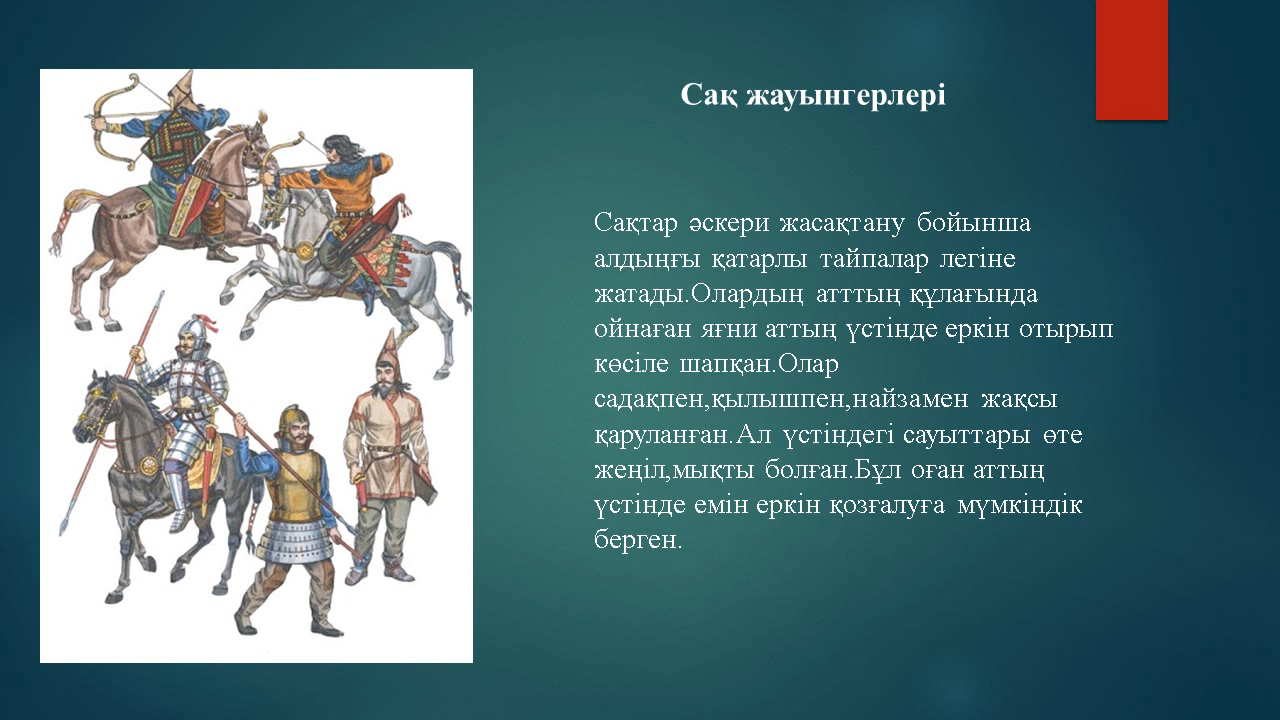 Сақ жауынгерлері
Сақтар әскери жасақтану бойынша
алдыңғы қатарлы тайпалар легіне
жатады.Олардың атттың құлағында
ойнаған яғни аттың үстінде еркін отырып
көсіле шапқан.Олар
садақпен,қылышпен,найзамен жақсы
қаруланған.Ал үстіндегі сауыттары өте
жеңіл,мықты болған.Бұл оған аттың
үстінде емін еркін қозғалуға мүмкіндік
берген.